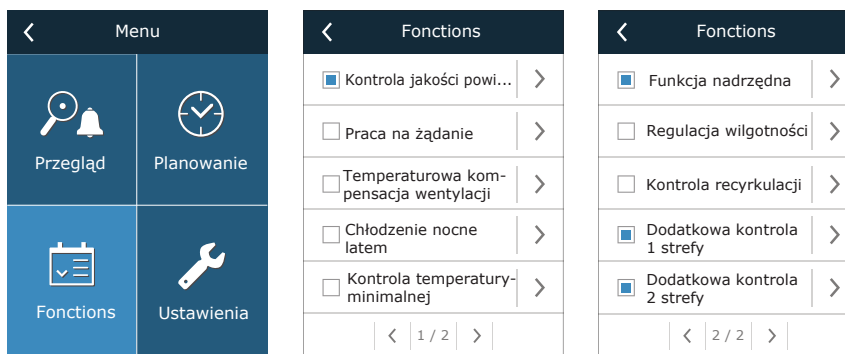 Menu
Przegląd
Planowanie
Fonctions
Ustawienia
Fonctions
Kontrola jakości powi...
Praca na żądanie
Temperaturowa kom-
pensacja wentylacji
Chłodzenie nocne
latem
Kontrola temperatury-
minimalnej
1 / 2
Fonctions
Funkcja nadrzędna
Regulacja wilgotności
Kontrola recyrkulacji
Dodatkowa kontrola
1 strefy
Dodatkowa kontrola
2 strefy
2 / 2